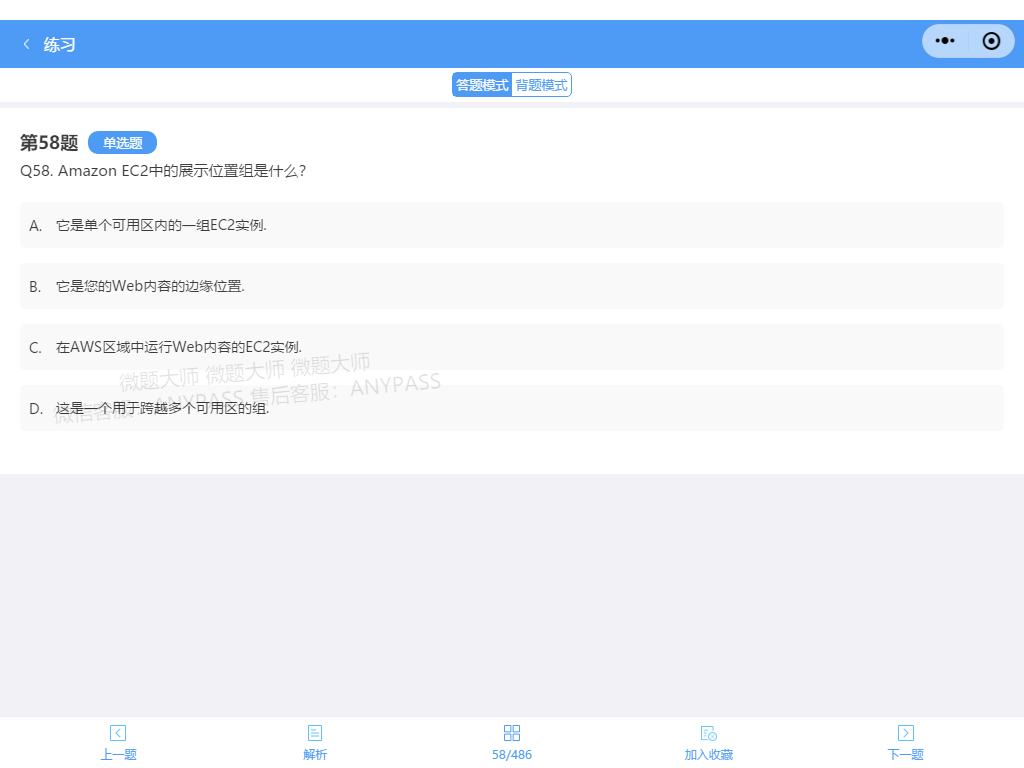 练习
答题模式 背题模式
第58题 单选题
Q58. Amazon EC2中的展示位置组是什么?
A. 它是单个可用区内的一组EC2实例.
B. 它是您的Web内容的边缘位置.
C. 在AWS区域中运行Web内容的EC2实例.
微题大师 微题大师 微题大师
微信客服：ANYPASS 售后客服：ANYPASS
D. 这是一个用于跨越多个可用区的组.
上一题 解析 58/486 加入收藏 下一题